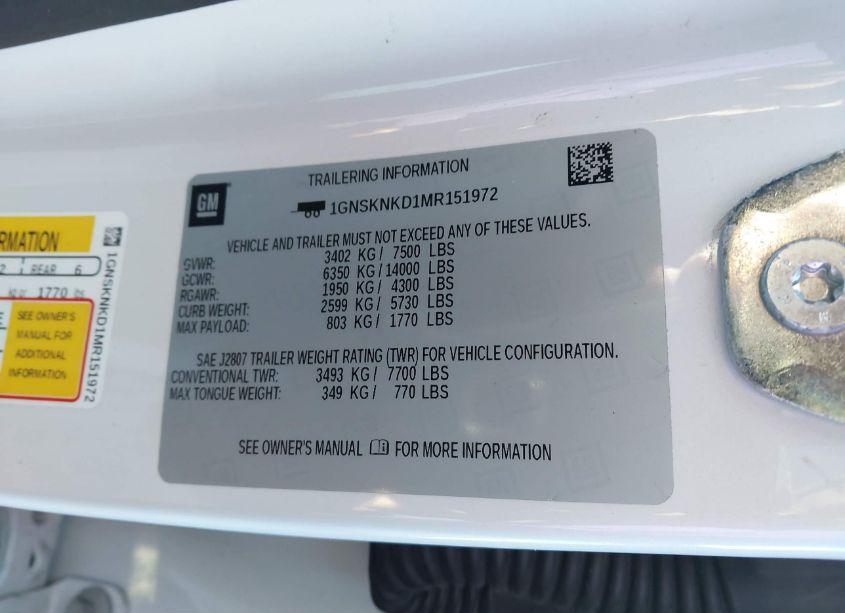 TRAILERING INFORMATION
GM
1GNSKNKD1MR151972
VEHICLE AND TRAILER MUST NOT EXCEED ANY OF THESE VALUES.
GVWR: 3402 KG/ 7500 LBS
GCWR: 6350 KG/14000 LBS
RGAWR: 1950 KG/ 4300 LBS
CURB WEIGHT: 2599 KG/ 5730 LBS
MAX PAYLOAD: 803 KG/ 1770 LBS
SAE J2807 TRAILER WEIGHT RATING (TWR) FOR VEHICLE CONFIGURATION.
CONVENTIONAL TWR: 3493 KG/ 7700 LBS
MAX TONGUE WEIGHT: 349 KG/ 770 LBS
SEE OWNER'S MANUAL FOR MORE INFORMATION
RMATION
2 REAR 6
1770
SEE OWNER'S
MANUAL FOR
ADDITIONAL
INFORMATION
1GNSKNKD1MR151972